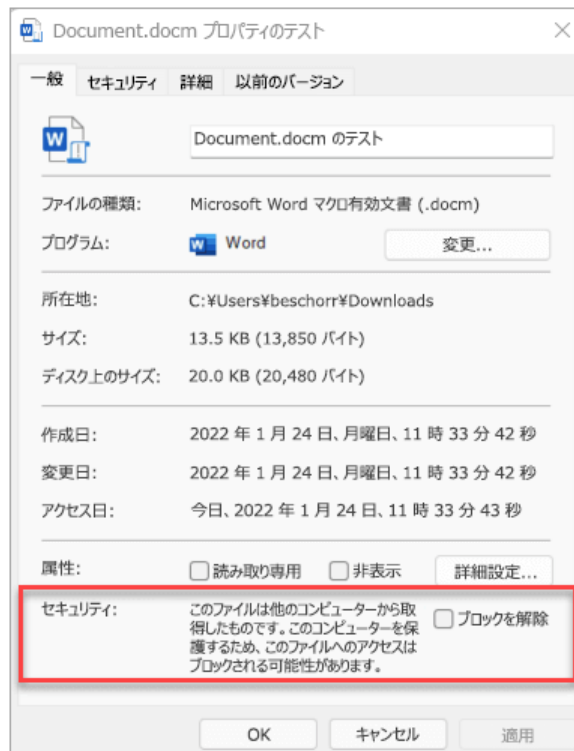 Document.docm プロパティのテスト
一般 セキュリティ 詳細 以前のバージョン
Document.docm のテスト
ファイルの種類: Microsoft Word マクロ有効文書 (.docm)
プログラム: Word 変更...
所在地: C:¥Users¥beschorr¥Downloads
サイズ: 13.5 KB (13,850 バイト)
ディスク上のサイズ: 20.0 KB (20,480 バイト)
作成日: 2022 年 1 月 24 日、月曜日、11 時 33 分 42 秒
変更日: 2022 年 1 月 24 日、月曜日、11 時 33 分 42 秒
アクセス日: 今日、2022 年 1 月 24 日、11 時 33 分 43 秒
属性: 読み取り専用 非表示 詳細設定...
セキュリティ: このファイルは他のコンピューターから取 ブロックを解除
得したものです。このコンピューターを保
護するため、このファイルへのアクセスは
ブロックされる可能性があります。
OK キャンセル 適用